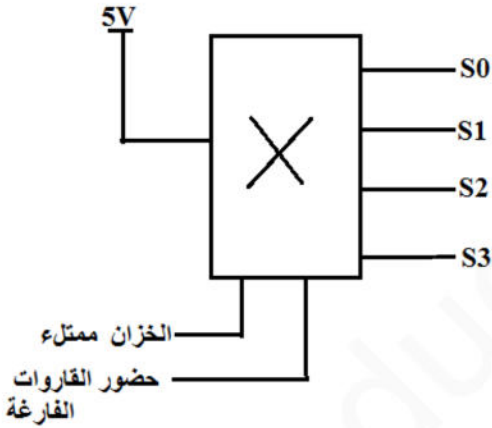 5V
S0
S1
S2
S3
الخزان ممتلء
حضور القاروات
الفارغة